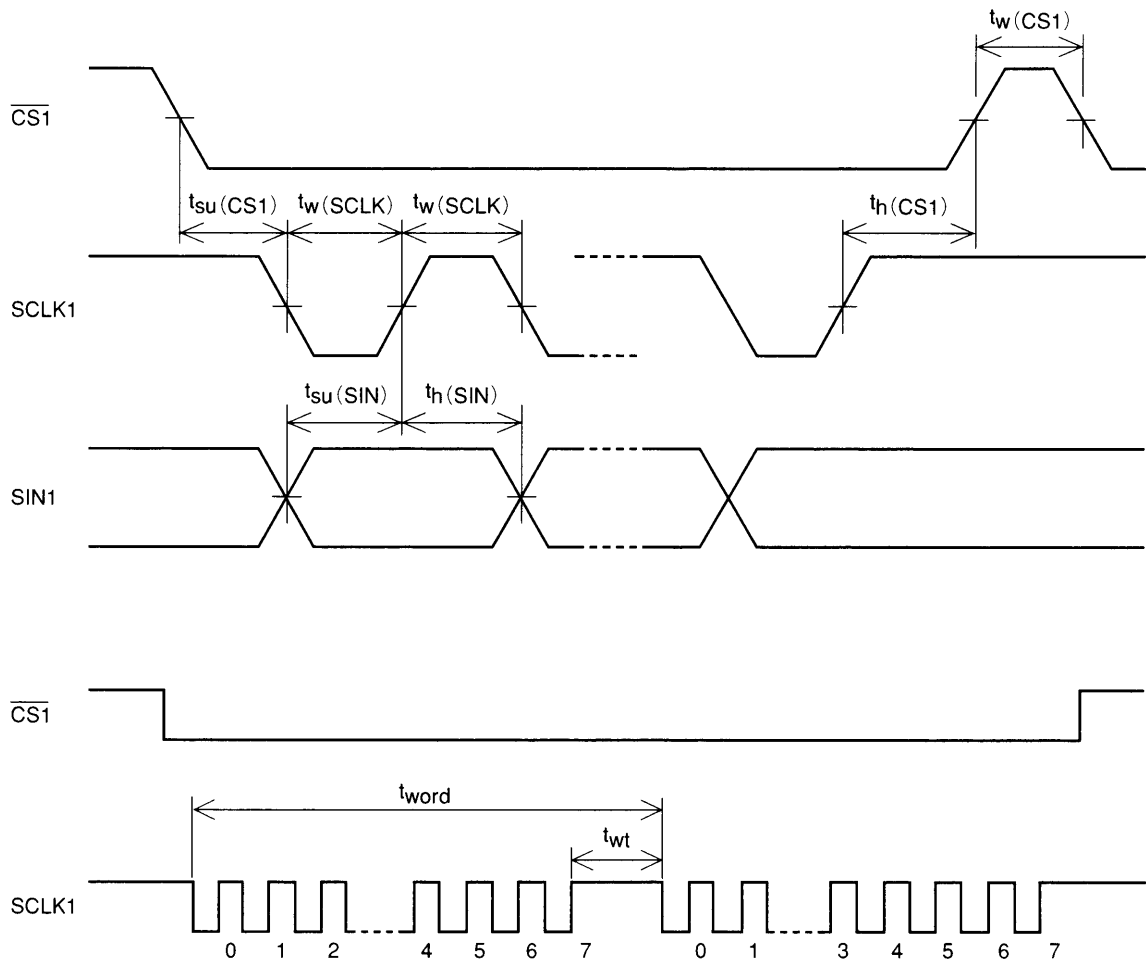 tw(CS1)
CS1
tsu(CS1) tw(SCLK) tw(SCLK) th(CS1)
SCLK1
tsu(SIN) th(SIN)
SIN1
CS1
tword
twt
SCLK1
0 1 2 4 5 6 7 0 1 3 4 5 6 7